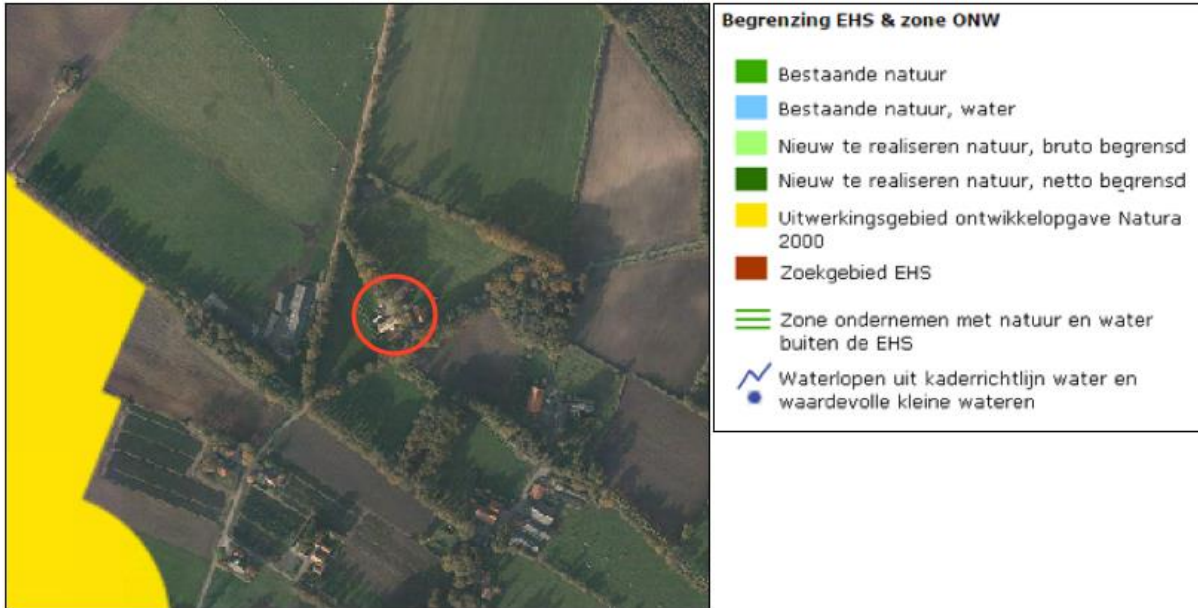 Begrenzing EHS & zone ONW
Bestaande natuur
Bestaande natuur, water
Nieuw te realiseren natuur, bruto begrensd
Nieuw te realiseren natuur, netto begrensd
Uitwerkingsgebied ontwikkelopgave Natura
2000
Zoekgebied EHS
Zone ondernemen met natuur en water
buiten de EHS
Waterlopen uit kaderrichtlijn water en
waardevolle kleine wateren